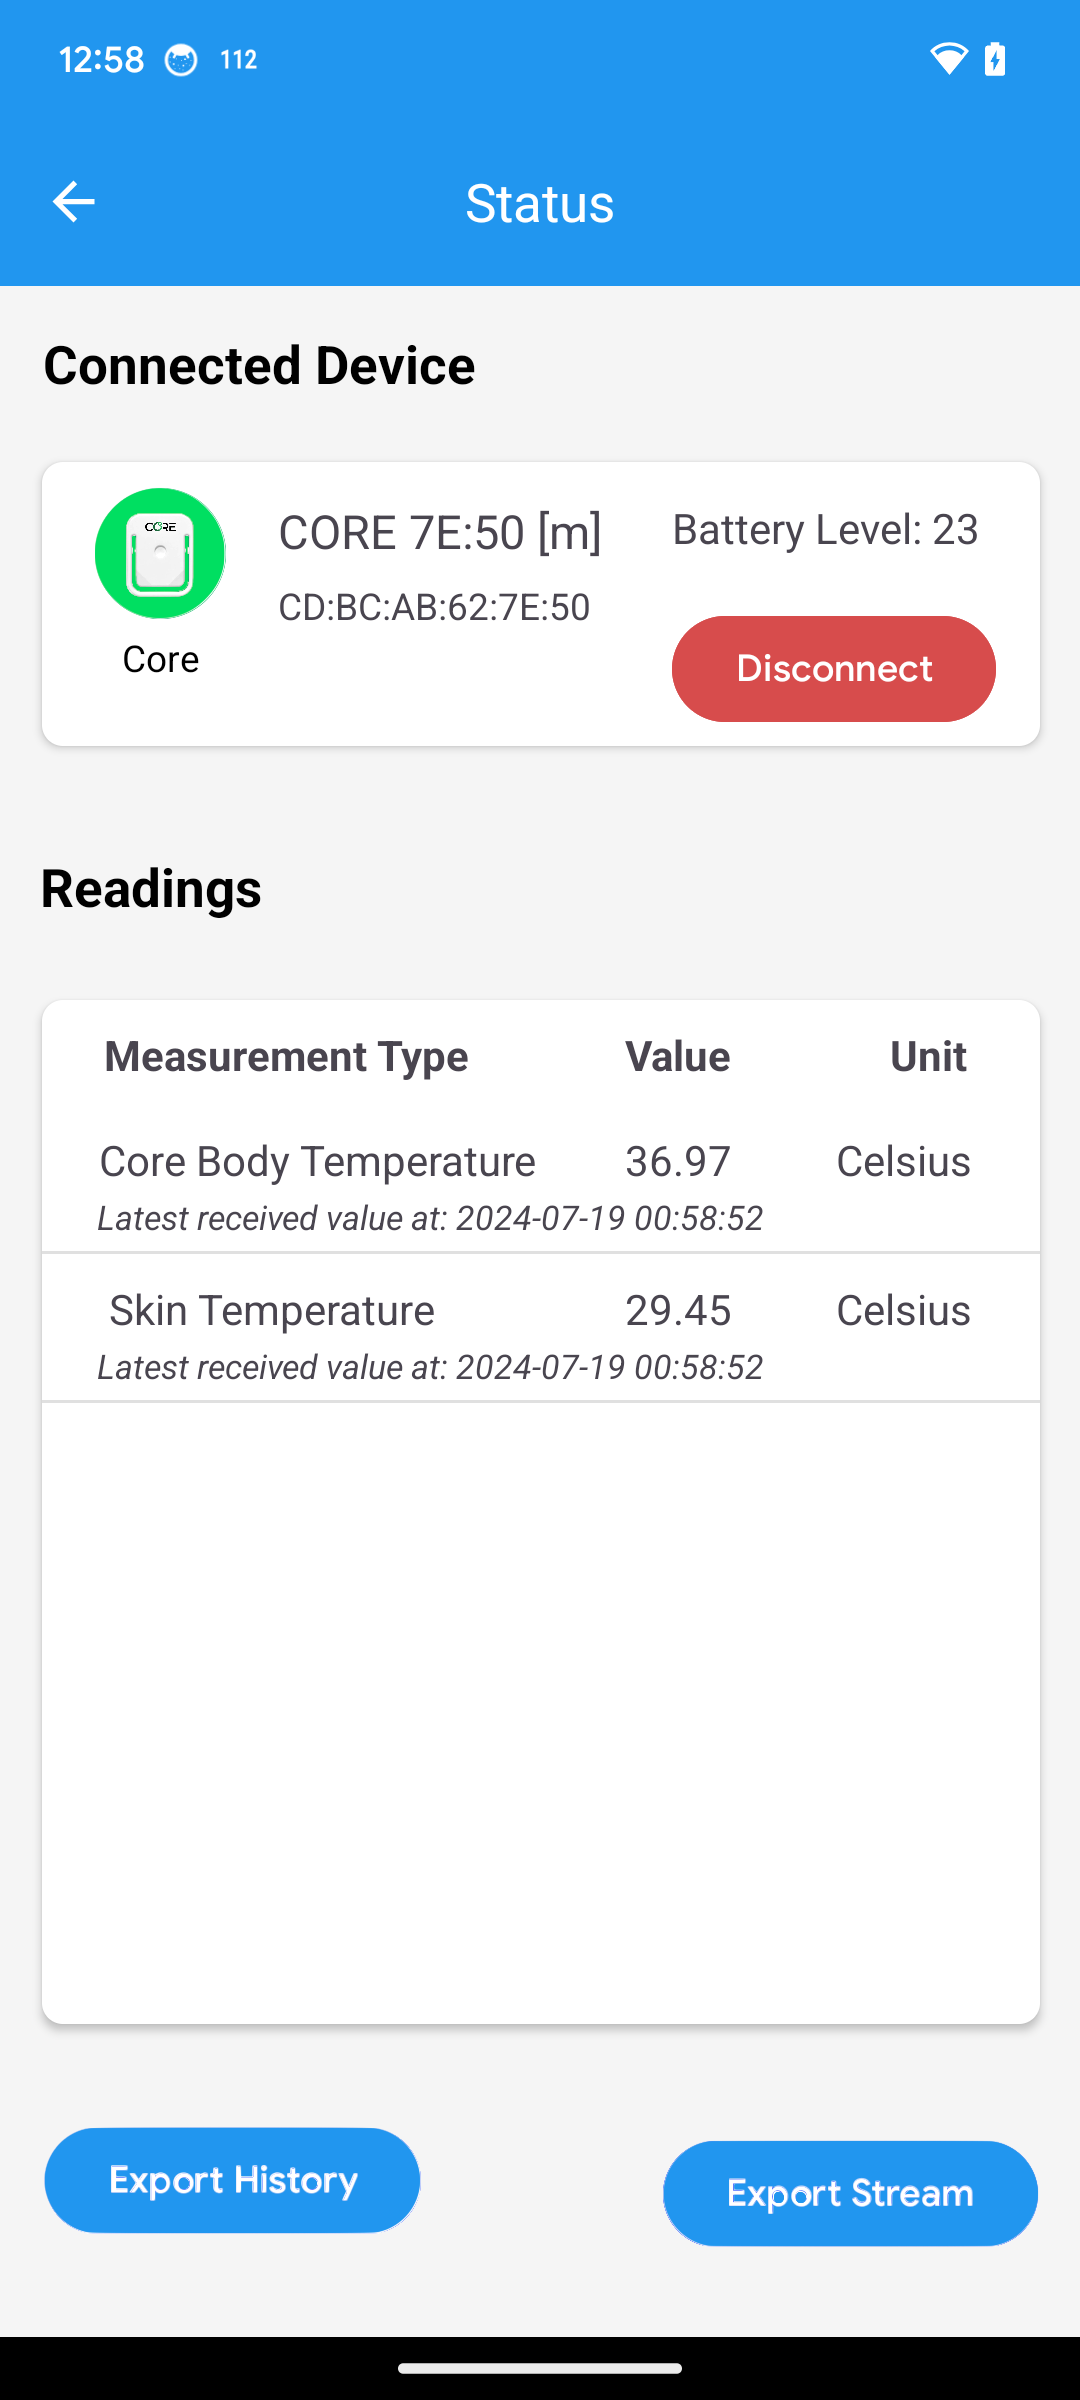 12:58 112
Status
Connected Device
CORE
CORE 7E:50 [m]
Battery Level: 23
CD:BC:AB:62:7E:50
Core
Disconnect
Readings
Measurement Type Value Unit
Core Body Temperature 36.97 Celsius
Latest received value at: 2024-07-19 00:58:52
Skin Temperature 29.45 Celsius
Latest received value at: 2024-07-19 00:58:52
Export History
Export Stream